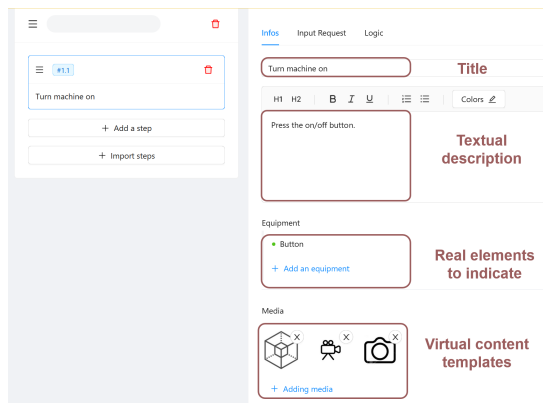 #1.1
Turn machine on
+ Add a step
+ Import steps
Infos Input Request Logic
Turn machine on
Title
H1 H2 B I U Colors
Press the on/off button.
Textual
description
Equipment
Button
+ Add an equipment
Real elements
to indicate
Media
X X X
+ Adding media
Virtual content
templates